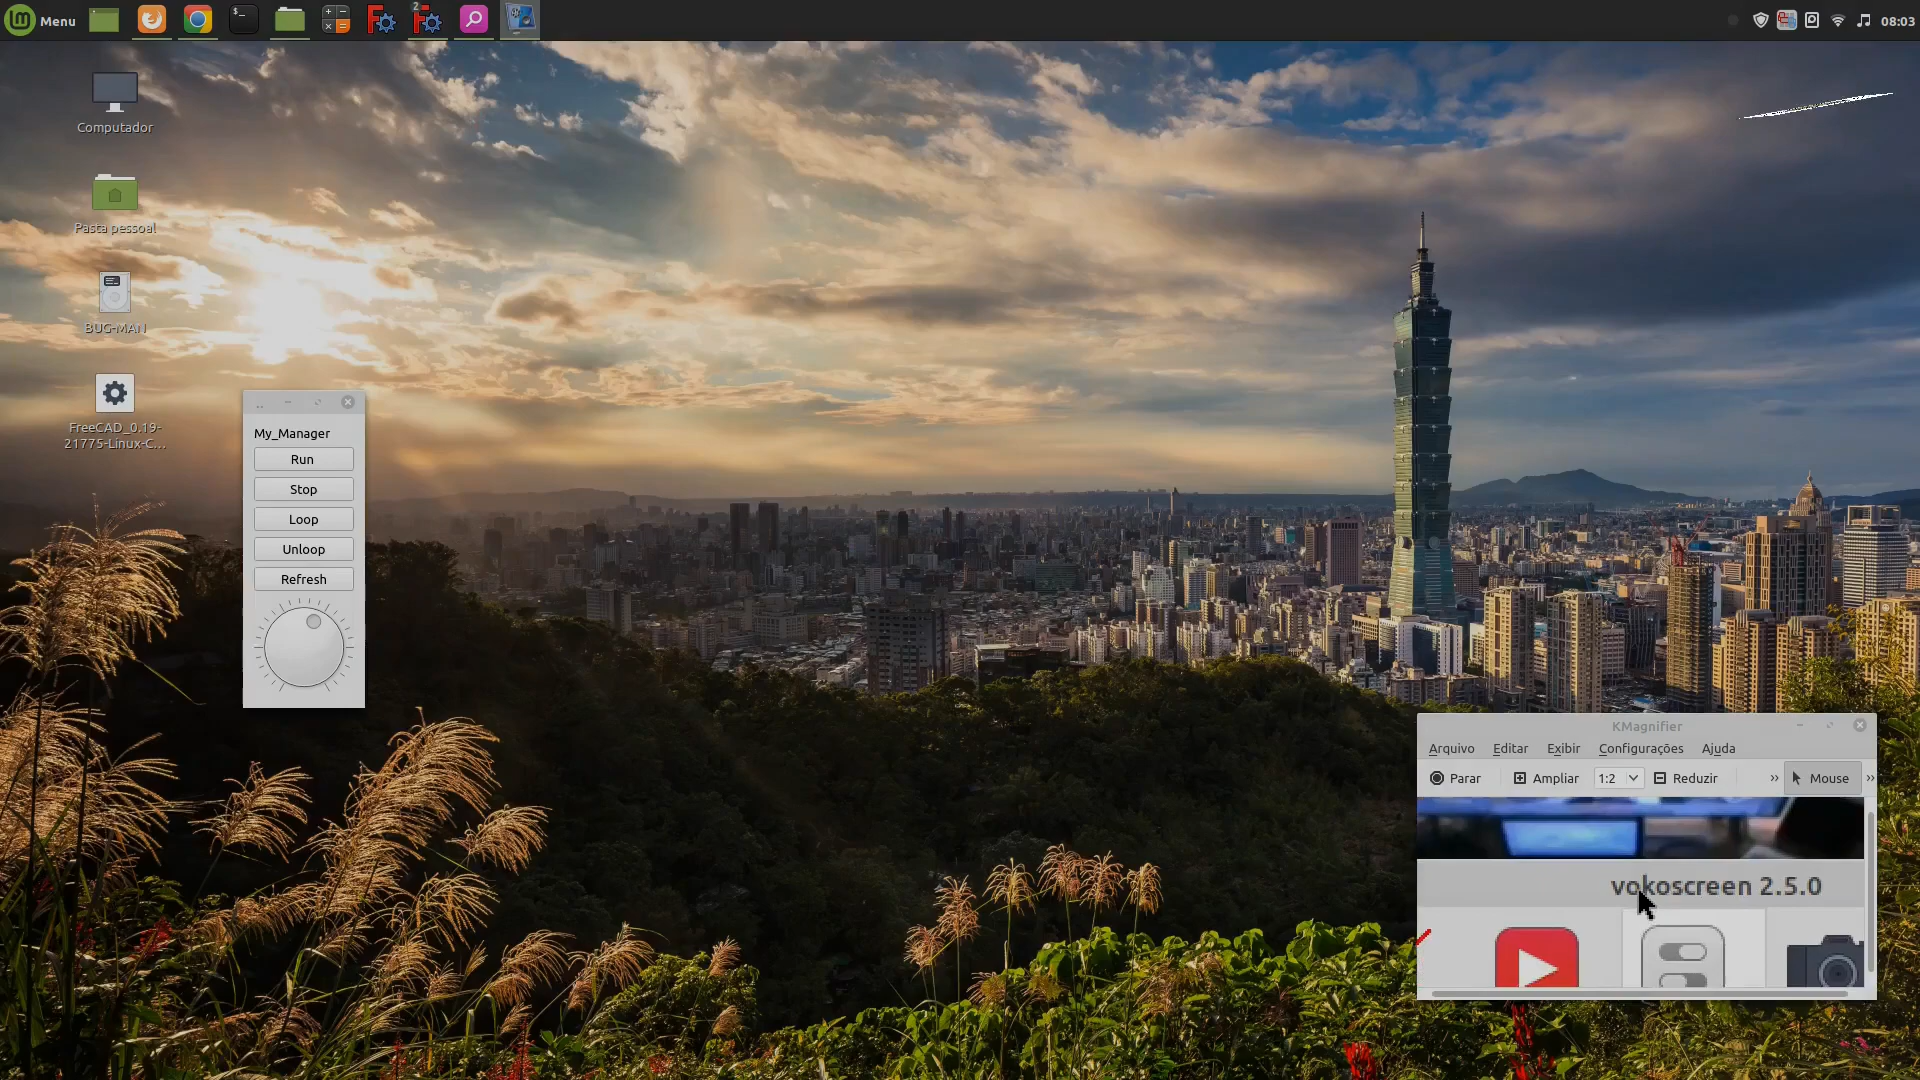 Menu
2
08:03
Computador
Pasta pessoal
BUG-MAN
FreeCAD_0.19-
21775-Linux-C...
My_Manager
Run
Stop
Loop
Unloop
Refresh
KMagnifier
Arquivo Editar Exibir Configurações Ajuda
Parar Ampliar 1:2 Reduzir » Mouse »
vokoscreen 2.5.0